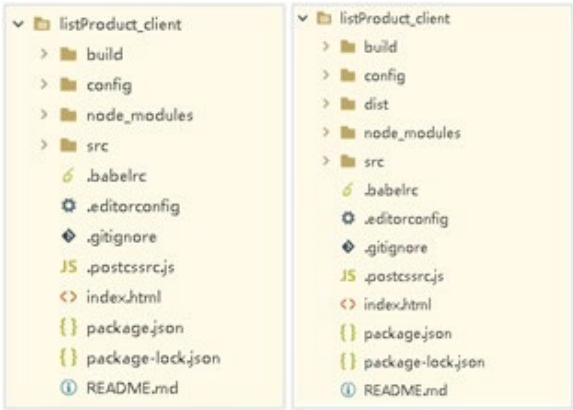 listProduct_client
build
config
node_modules
src
.babelrc
.editorconfig
.gitignore
JS .postcssrc.js
<> index.html
{} package.json
{} package-lock.json
README.md
listProduct_client
build
config
dist
node_modules
src
.babelrc
.editorconfig
.gitignore
JS .postcssrc.js
<> index.html
{} package.json
{} package-lock.json
README.md